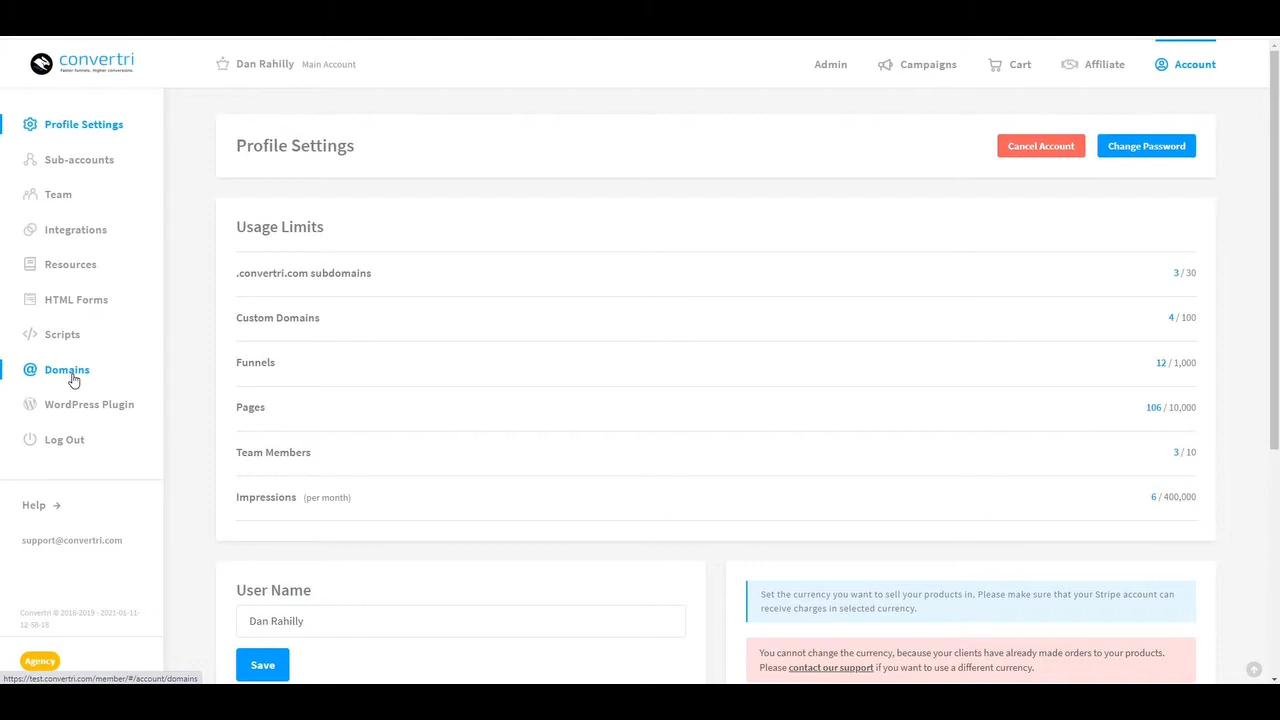 convertri
Faster funnels. Higher conversions.
Dan Rahilly Main Account
Admin
Campaigns
Cart
Affiliate
Account
Profile Settings
Sub-accounts
Team
Integrations
Resources
HTML Forms
Scripts
Domains
WordPress Plugin
Log Out
Help →
support@convertri.com
Convertri © 2016-2019 - 2021-01-11-
12-58-18
Agency
https://test.convertri.com/member/#/account/domains
Profile Settings
Cancel Account
Change Password
Usage Limits
.convertri.com subdomains 3 / 30
Custom Domains 4 / 100
Funnels 12 / 1,000
Pages 106 / 10,000
Team Members 3 / 10
Impressions (per month) 6 / 400,000
User Name
Dan Rahilly
Save
Set the currency you want to sell your products in. Please make sure that your Stripe account can
receive charges in selected currency.
You cannot change the currency, because your clients have already made orders to your products.
Please contact our support if you want to use a different currency.